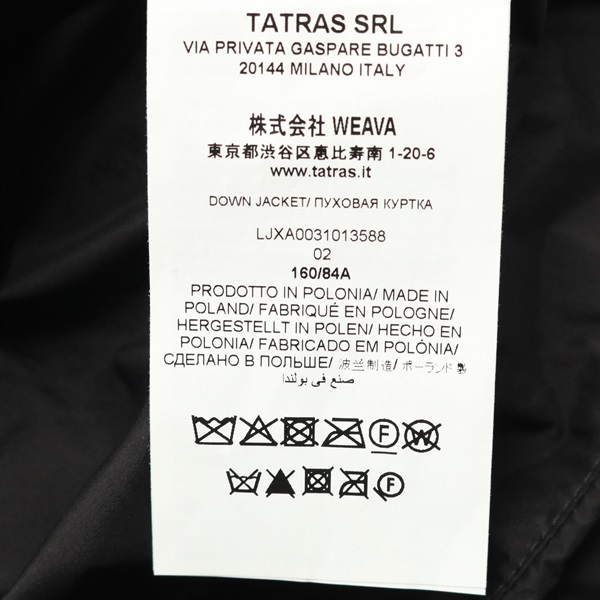 TATRAS SRL
VIA PRIVATA GASPARE BUGATTI 3
20144 MILANO ITALY
株式会社 WEAVA
東京都渋谷区恵比寿南 1-20-6
www.tatras.it
DOWN JACKET/ ПУХОВАЯ КУРТКА
LJXA0031013588
02
160/84A
PRODOTTO IN POLONIA/ MADE IN
POLAND/ FABRIQUÉ EN POLOGNE/
HERGESTELLT IN POLEN/ HECHO EN
POLONIA/ FABRICADO EM POLÓNIA/
СДЕЛАНО В ПОЛЬШЕ/ 波兰制造/ ポーランド製
صنع في بولندا
F W
F